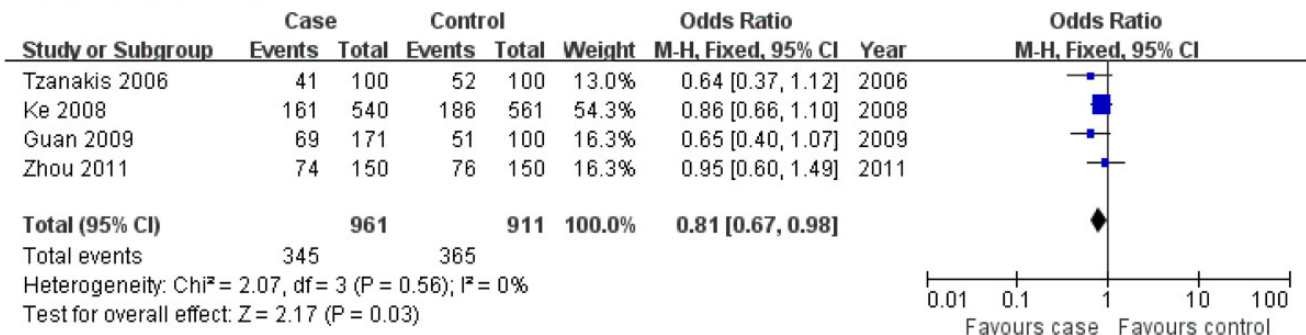 Case Control Odds Ratio Odds Ratio
Study or Subgroup Events Total Events Total Weight M-H, Fixed, 95% CI Year M-H, Fixed, 95% CI
Tzanakis 2006 41 100 52 100 13.0% 0.64 [0.37, 1.12] 2006
Ke 2008 161 540 186 561 54.3% 0.86 [0.66, 1.10] 2008
Guan 2009 69 171 51 100 16.3% 0.65 [0.40, 1.07] 2009
Zhou 2011 74 150 76 150 16.3% 0.95 [0.60, 1.49] 2011
Total (95% CI) 961 911 100.0% 0.81 [0.67, 0.98]
Total events 345 365
Heterogeneity: Chi² = 2.07, df = 3 (P = 0.56); I² = 0%
Test for overall effect: Z = 2.17 (P = 0.03)
0.01 0.1 1 10 100
Favours case Favours control